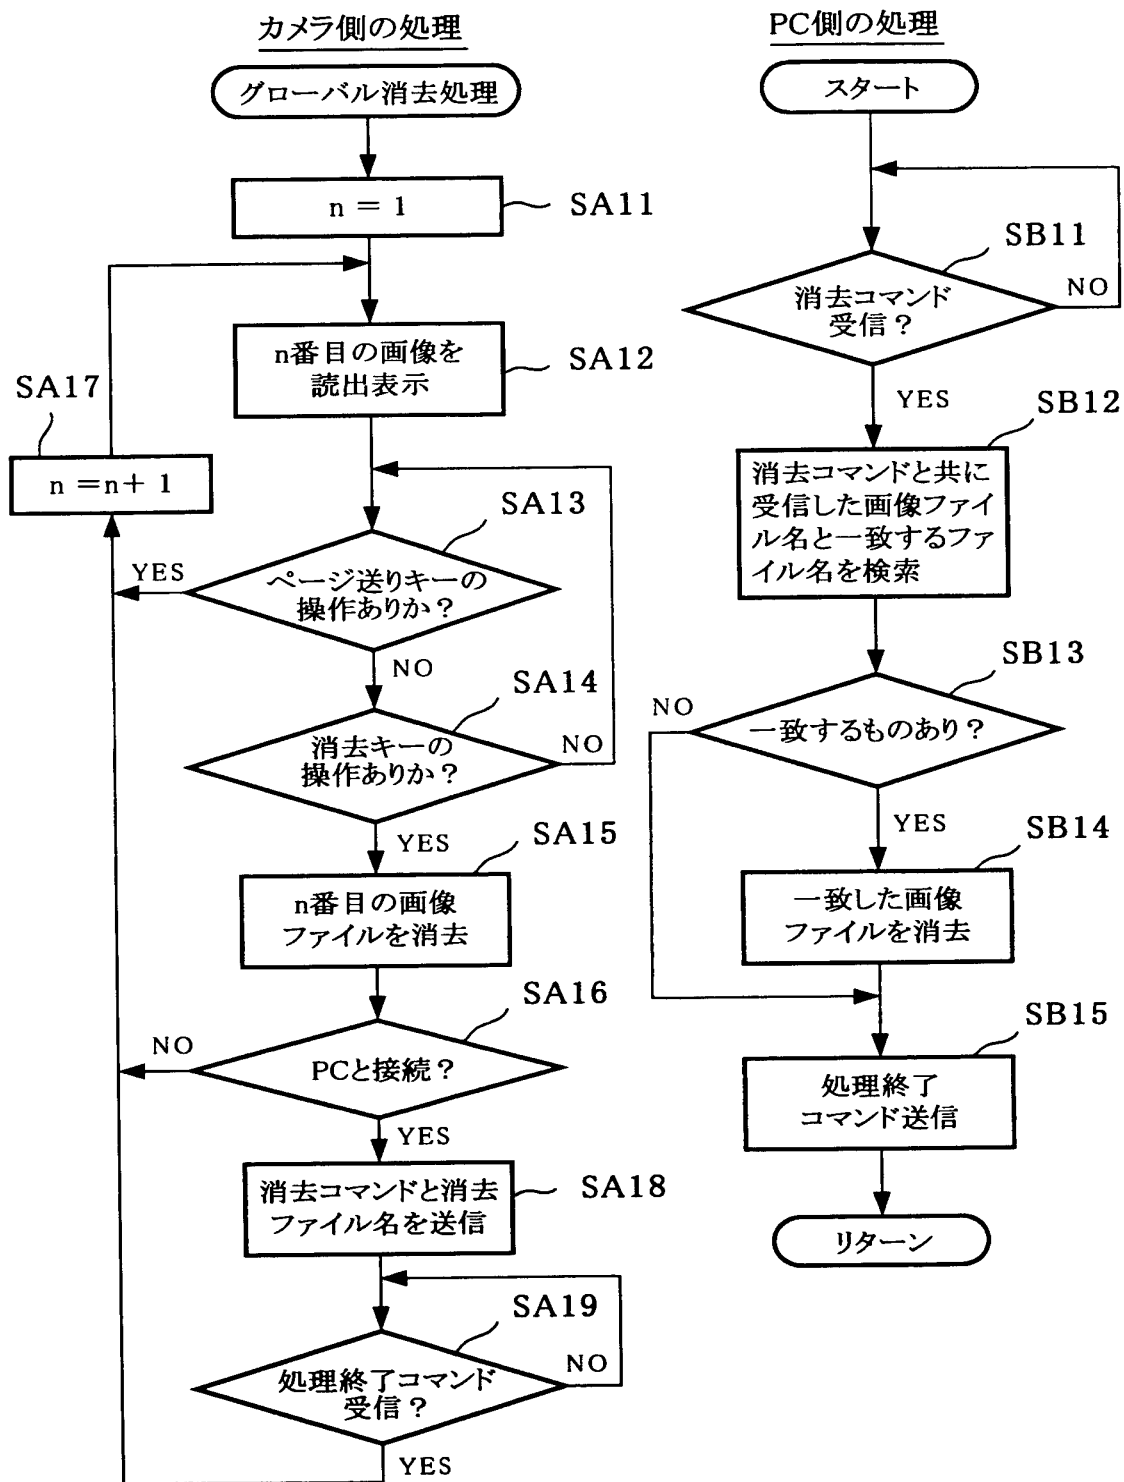 カメラ側の処理
グローバル消去処理
n = 1
SA11
n番目の画像を
読出表示
SA12
SA17
n =n+ 1
SA13
YES
ページ送りキーの
操作ありか?
NO
SA14
消去キーの
操作ありか?
NO
YES
SA15
n番目の画像
ファイルを消去
SA16
NO
PCと接続?
YES
消去コマンドと消去
ファイル名を送信
SA18
SA19
処理終了コマンド
受信?
NO
YES
PC側の処理
スタート
SB11
消去コマンド
受信?
NO
YES
SB12
消去コマンドと共に
受信した画像ファイ
ル名と一致するファ
イル名を検索
SB13
NO
一致するものあり?
YES
SB14
一致した画像
ファイルを消去
SB15
処理終了
コマンド送信
リターン